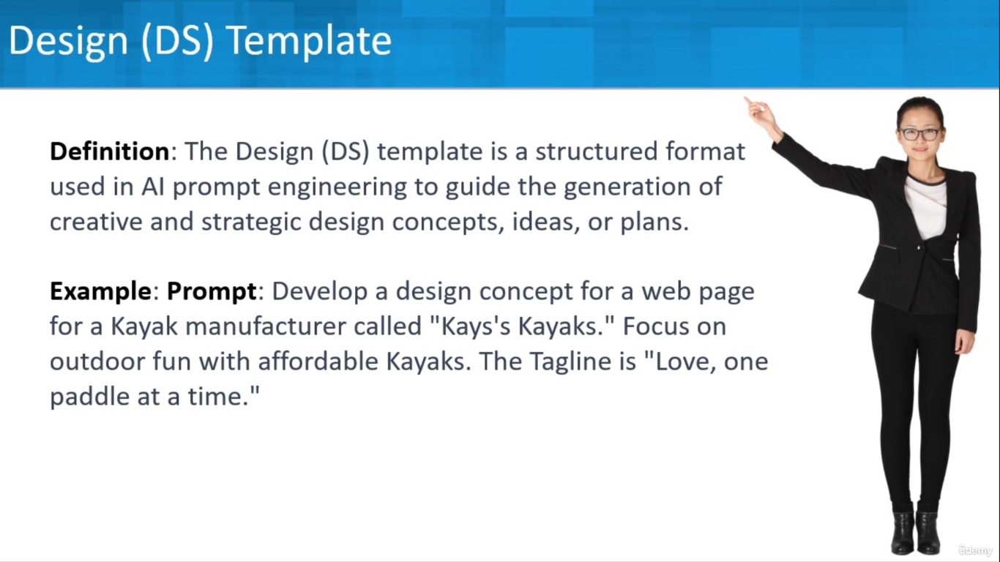 Design (DS) Template
Definition: The Design (DS) template is a structured format
used in AI prompt engineering to guide the generation of
creative and strategic design concepts, ideas, or plans.
Example: Prompt: Develop a design concept for a web page
for a Kayak manufacturer called "Kays's Kayaks." Focus on
outdoor fun with affordable Kayaks. The Tagline is "Love, one
paddle at a time."
ûdemy